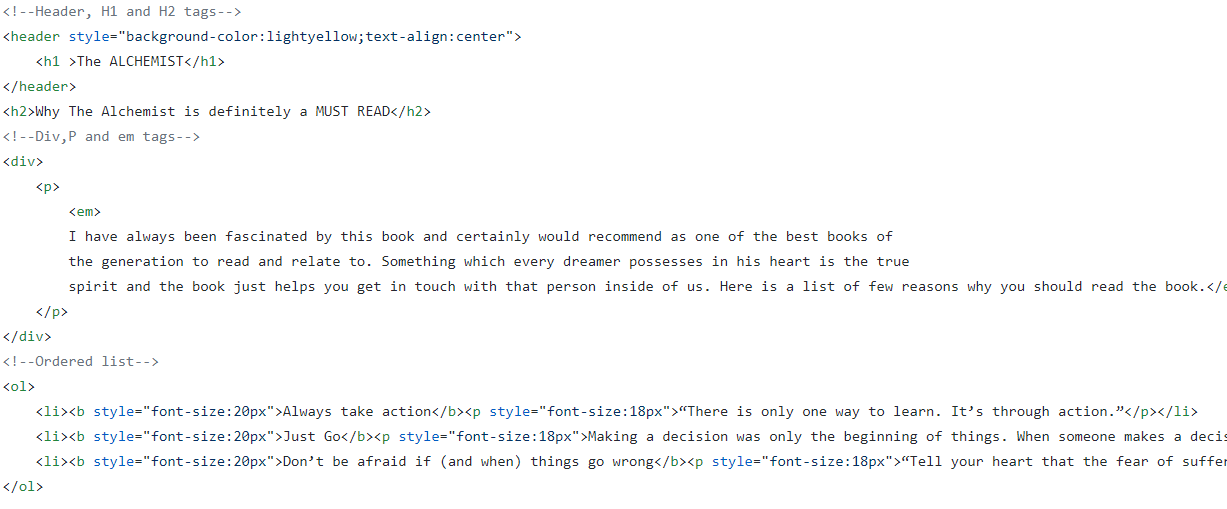 <!--Header, H1 and H2 tags-->
<header style="background-color:lightyellow;text-align:center">
    <h1 >The ALCHEMIST</h1>
</header>
<h2>Why The Alchemist is definitely a MUST READ</h2>
<!--Div,P and em tags-->
<div>
    <p>
        <em>
        I have always been fascinated by this book and certainly would recommend as one of the best books of
        the generation to read and relate to. Something which every dreamer possesses in his heart is the true
        spirit and the book just helps you get in touch with that person inside of us. Here is a list of few reasons why you should read the book.</e
    </p>
</div>
<!--Ordered list-->
<ol>
    <li><b style="font-size:20px">Always take action</b><p style="font-size:18px">“There is only one way to learn. It’s through action.”</p></li>
    <li><b style="font-size:20px">Just Go</b><p style="font-size:18px">Making a decision was only the beginning of things. When someone makes a decis
    <li><b style="font-size:20px">Don’t be afraid if (and when) things go wrong</b><p style="font-size:18px">“Tell your heart that the fear of suffer
</ol>